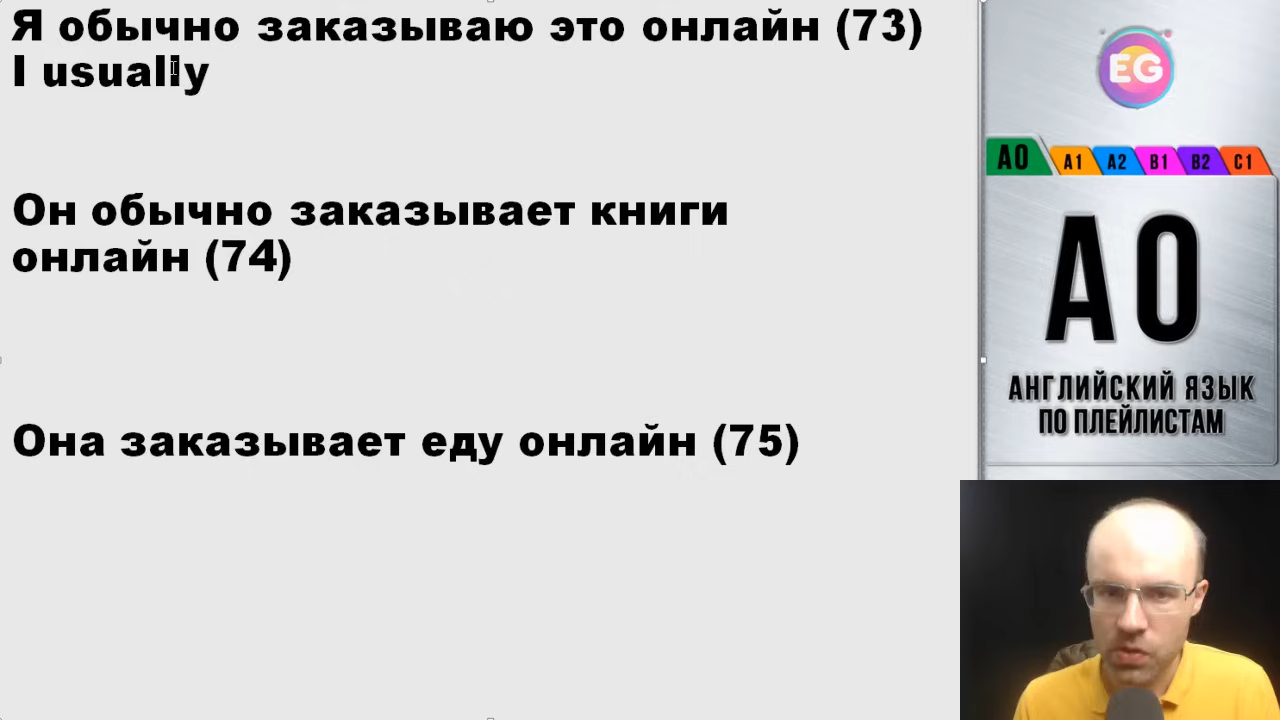 Я обычно заказываю это онлайн (73)
I usually
Он обычно заказывает книги
онлайн (74)
Она заказывает еду онлайн (75)
EG
A0 A1 A2 B1 B2 C1
A0
АНГЛИЙСКИЙ ЯЗЫК
ПО ПЛЕЙЛИСТАМ